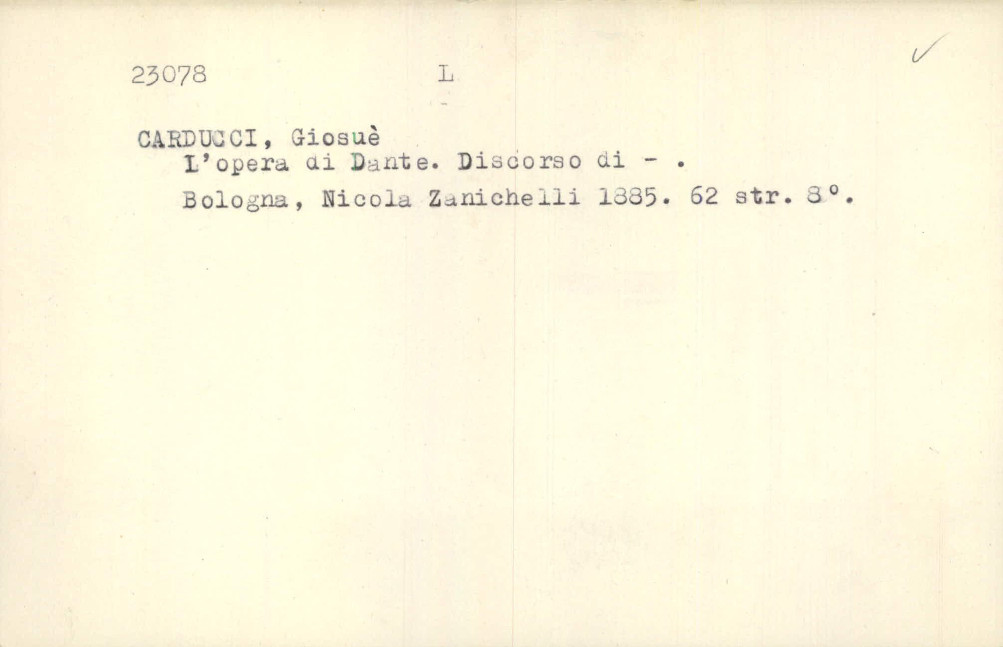 23078 L
CARDUCCI, Giosuè
L'opera di Dante. Discorso di - .
Bologna, Nicola Zanichelli 1885. 62 str. 8°.